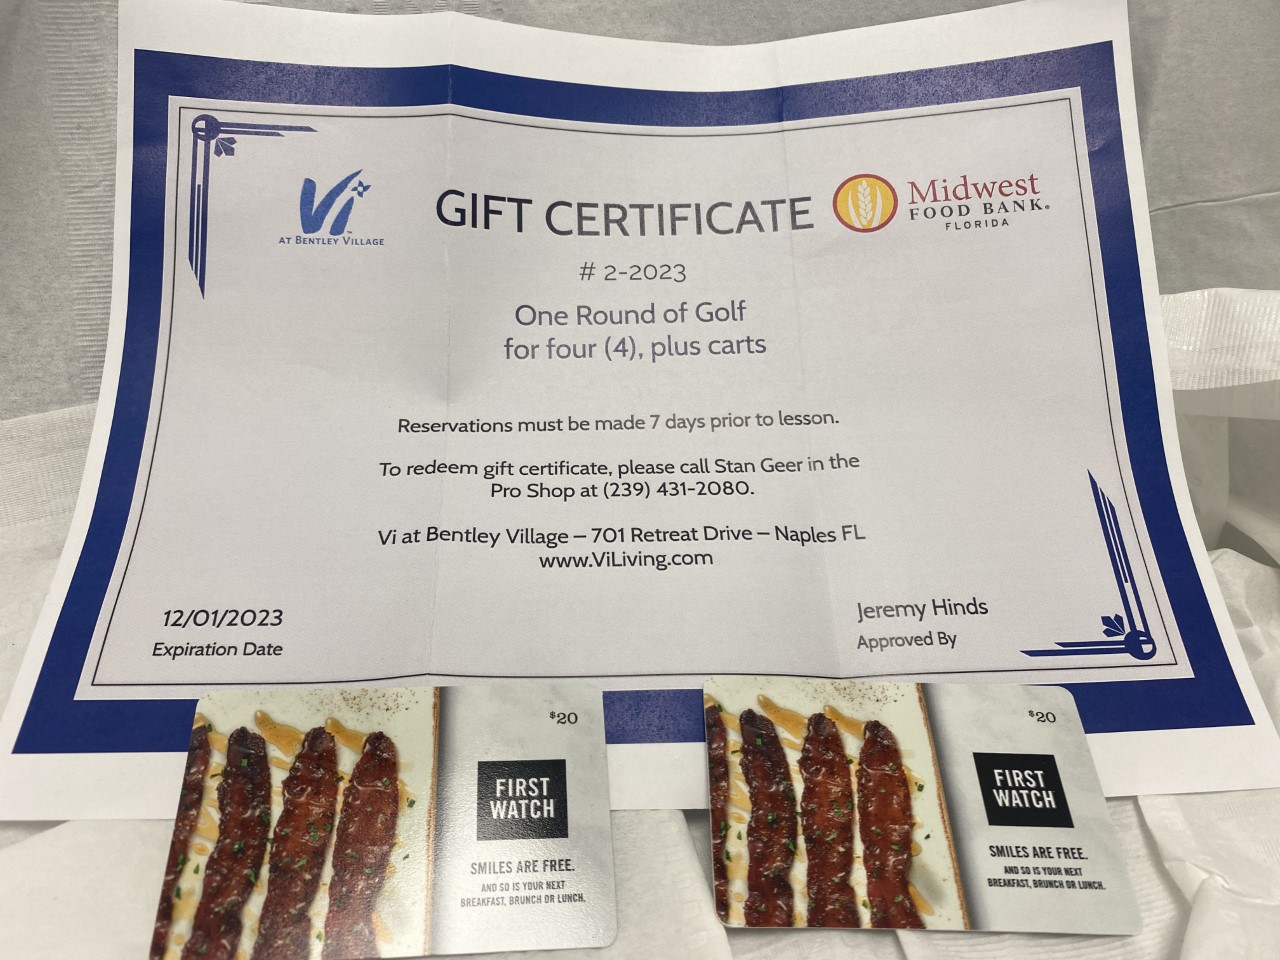 Vi
AT BENTLEY VILLAGE
GIFT CERTIFICATE
Midwest
FOOD BANK®
FLORIDA
# 2-2023
One Round of Golf
for four (4), plus carts
Reservations must be made 7 days prior to lesson.
To redeem gift certificate, please call Stan Geer in the
Pro Shop at (239) 431-2080.
Vi at Bentley Village – 701 Retreat Drive – Naples FL
www.ViLiving.com
12/01/2023
Expiration Date
Jeremy Hinds
Approved By
$20
FIRST
WATCH
SMILES ARE FREE.
AND SO IS YOUR NEXT
BREAKFAST, BRUNCH OR LUNCH.
$20
FIRST
WATCH
SMILES ARE FREE.
AND SO IS YOUR NEXT
BREAKFAST, BRUNCH OR LUNCH.